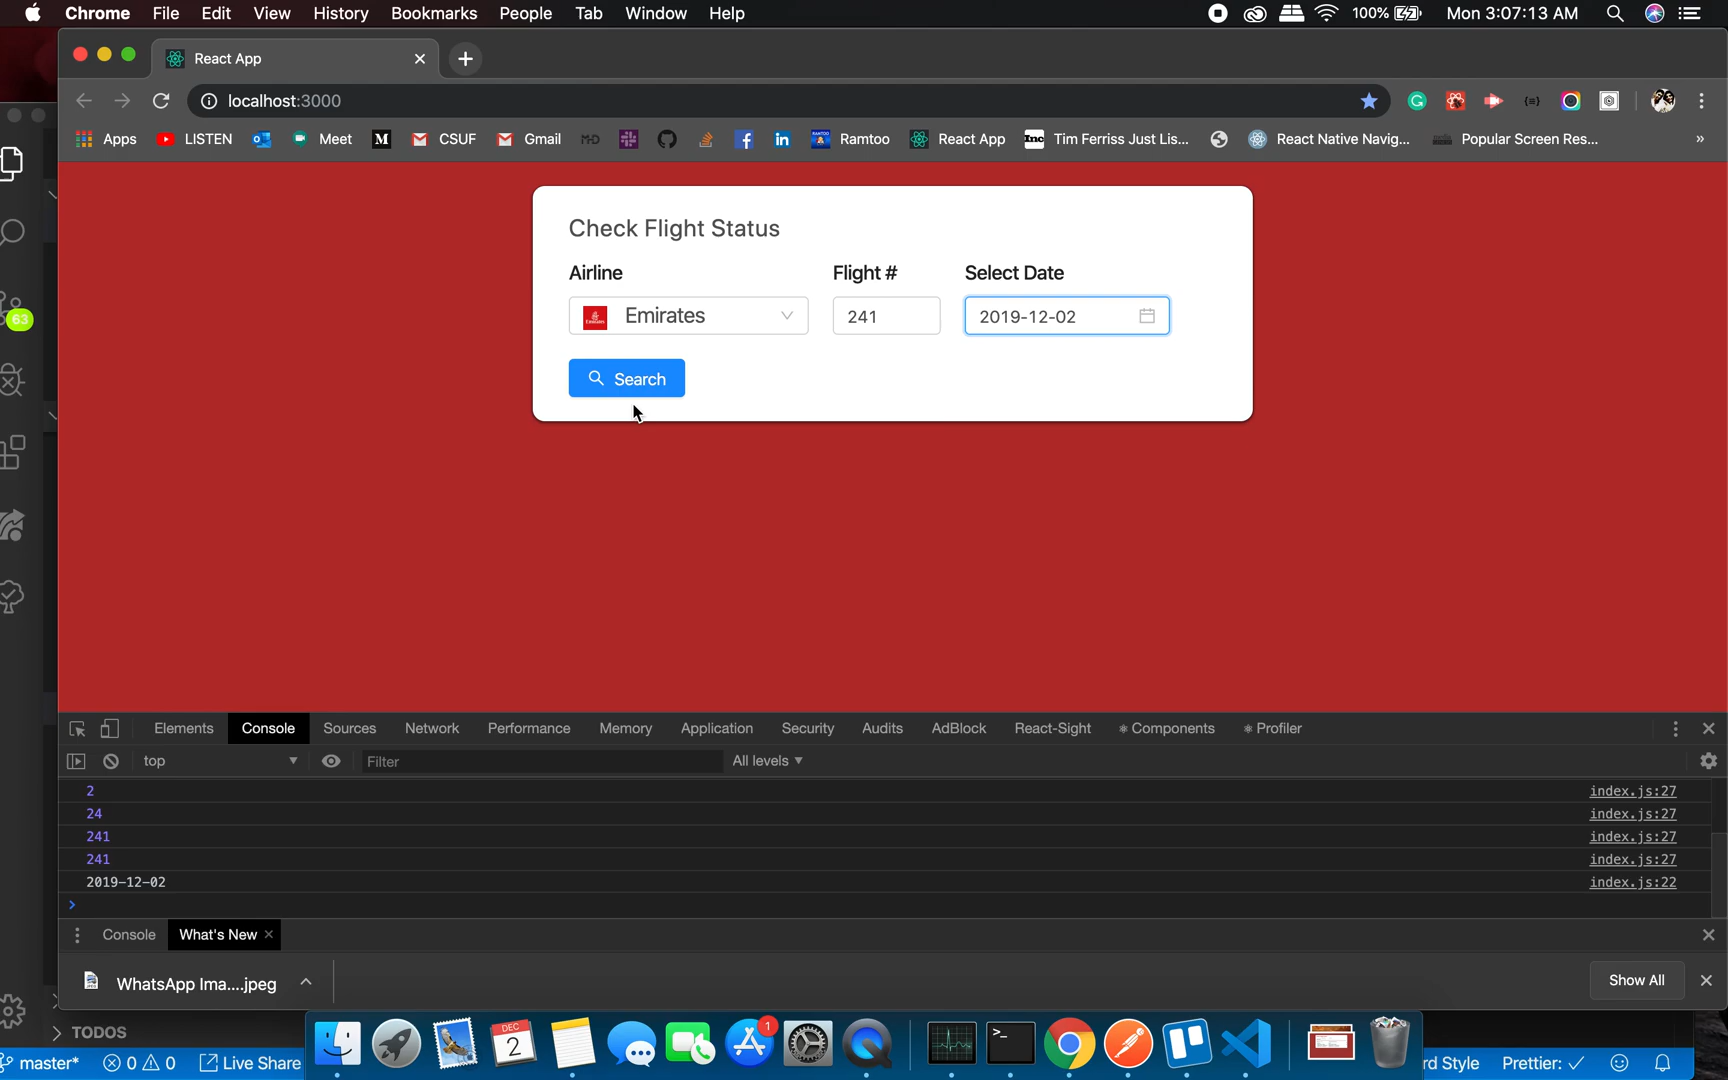 Chrome File Edit View History Bookmarks People Tab Window Help 100% Mon 3:07:13 AM
React App
localhost:3000
Apps LISTEN Meet M CSUF Gmail Ramtoo React App Inc Tim Ferriss Just Lis... React Native Navig... Popular Screen Res... »
63
Check Flight Status
Airline Flight # Select Date
Emirates 241 2019-12-02
Search
Elements Console Sources Network Performance Memory Application Security Audits AdBlock React-Sight Components Profiler
top Filter All levels
2 index.js:27
24 index.js:27
241 index.js:27
241 index.js:27
2019-12-02 index.js:22
Console What's New
WhatsApp Ima....jpeg Show All
TODOS
DEC
2
1
master* 0 0 Live Share rd Style Prettier: ✓